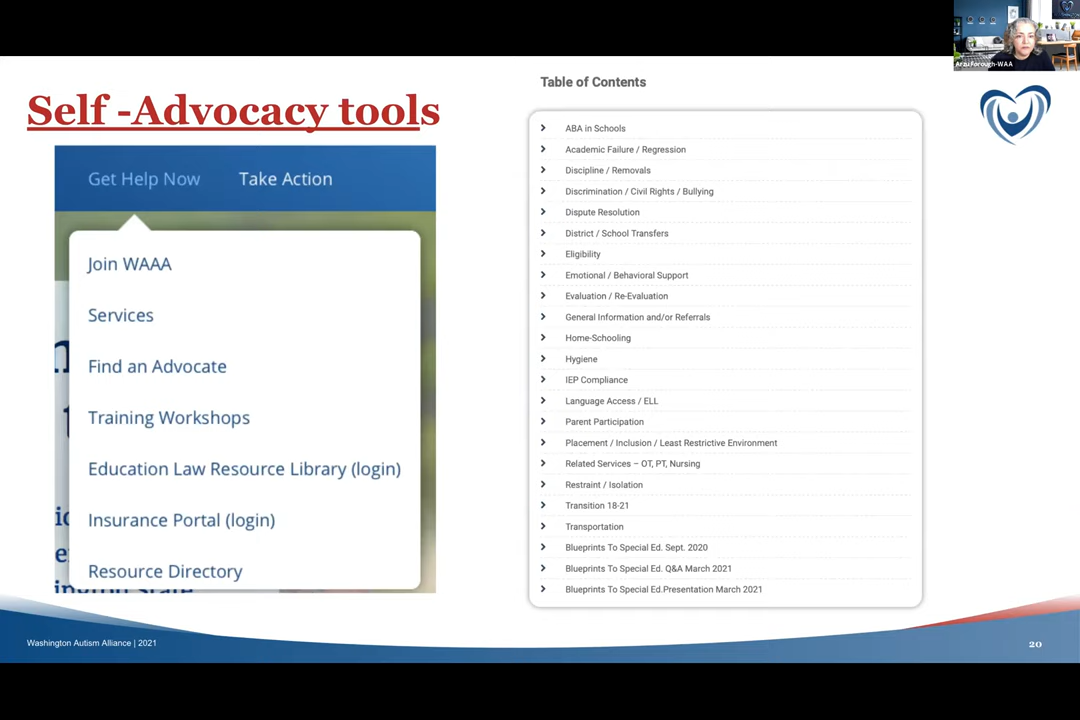 Arzu Forough-WAA
Self -Advocacy tools
Get Help Now
Take Action
Join WAAA
Services
Find an Advocate
Training Workshops
Education Law Resource Library (login)
Insurance Portal (login)
Resource Directory
Table of Contents
ABA in Schools
Academic Failure / Regression
Discipline / Removals
Discrimination / Civil Rights / Bullying
Dispute Resolution
District / School Transfers
Eligibility
Emotional / Behavioral Support
Evaluation / Re-Evaluation
General Information and/or Referrals
Home-Schooling
Hygiene
IEP Compliance
Language Access / ELL
Parent Participation
Placement / Inclusion / Least Restrictive Environment
Related Services – OT, PT, Nursing
Restraint / Isolation
Transition 18-21
Transportation
Blueprints To Special Ed. Sept. 2020
Blueprints To Special Ed. Q&A March 2021
Blueprints To Special Ed.Presentation March 2021
Washington Autism Alliance | 2021
20